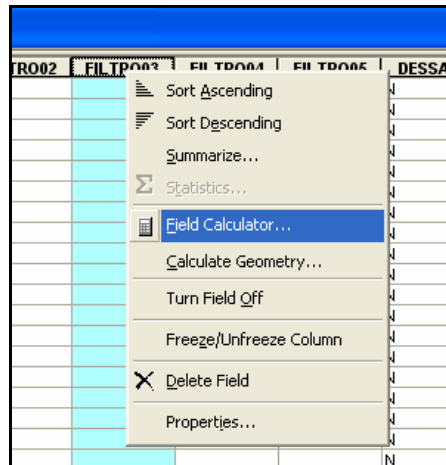 TRO02 FILTRO03 FILTRO04 FILTRO05 DESSA
Sort Ascending
Sort Descending
Summarize...
Σ Statistics...
Field Calculator...
Calculate Geometry...
Turn Field Off
Freeze/Unfreeze Column
Delete Field
Properties...
N